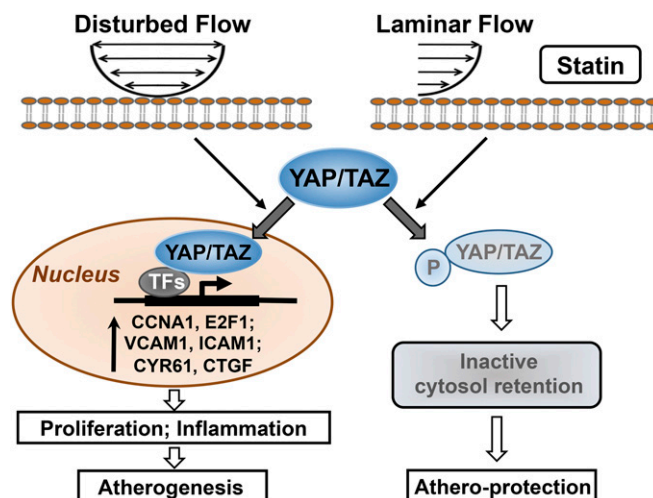 Disturbed Flow
Laminar Flow
Statin
YAP/TAZ
YAP/TAZ
Nucleus
TFs
CCNA1, E2F1;
VCAM1, ICAM1;
CYR61, CTGF
Proliferation; Inflammation
Atherogenesis
YAP/TAZ
P
Inactive
cytosol retention
Athero-protection